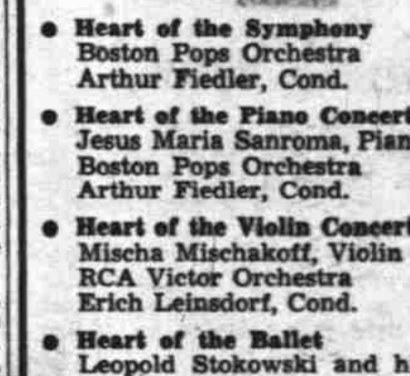 ● Heart of the Symphony
Boston Pops Orchestra
Arthur Fiedler, Cond.
● Heart of the Piano Concert
Jesus Maria Sanroma, Pian
Boston Pops Orchestra
Arthur Fiedler, Cond.
● Heart of the Violin Concert
Mischa Mischakoff, Violin
RCA Victor Orchestra
Erich Leinsdorf, Cond.
● Heart of the Ballet
Leopold Stokowski and h